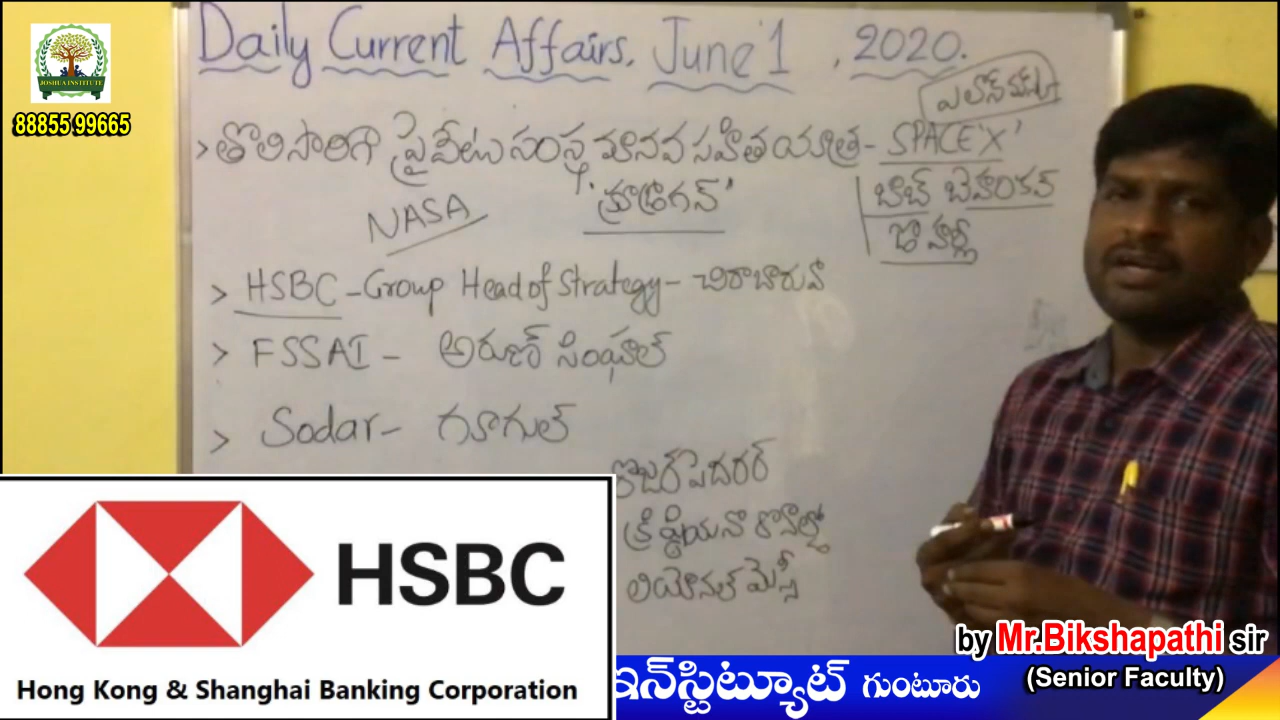 Daily Current Affairs, June 1, 2020.
ఎలాన్ మస్క్
> తొలిసారిగా ప్రైవేటు సంస్థ మానవ సహిత యాత్ర - SPACE'X'
NASA 'క్రూడ్రాగన్' బాబ్ బెహంకన్
జో హర్లీ
> HSBC - Group Head of Strategy - చిరాబారువా
> FSSAI - అరుణ్ సింఘాల్
> Sodar - గూగుల్
రోజర్ ఫెదరర్
క్రిష్టియనా రొనాల్డో
లియోనల్ మెస్సీ
JOSHUA INSTITUTE
88855 99665
HSBC
Hong Kong & Shanghai Banking Corporation
by Mr.Bikshapathi sir
(Senior Faculty)
ఇన్‌స్టిట్యూట్ గుంటూరు